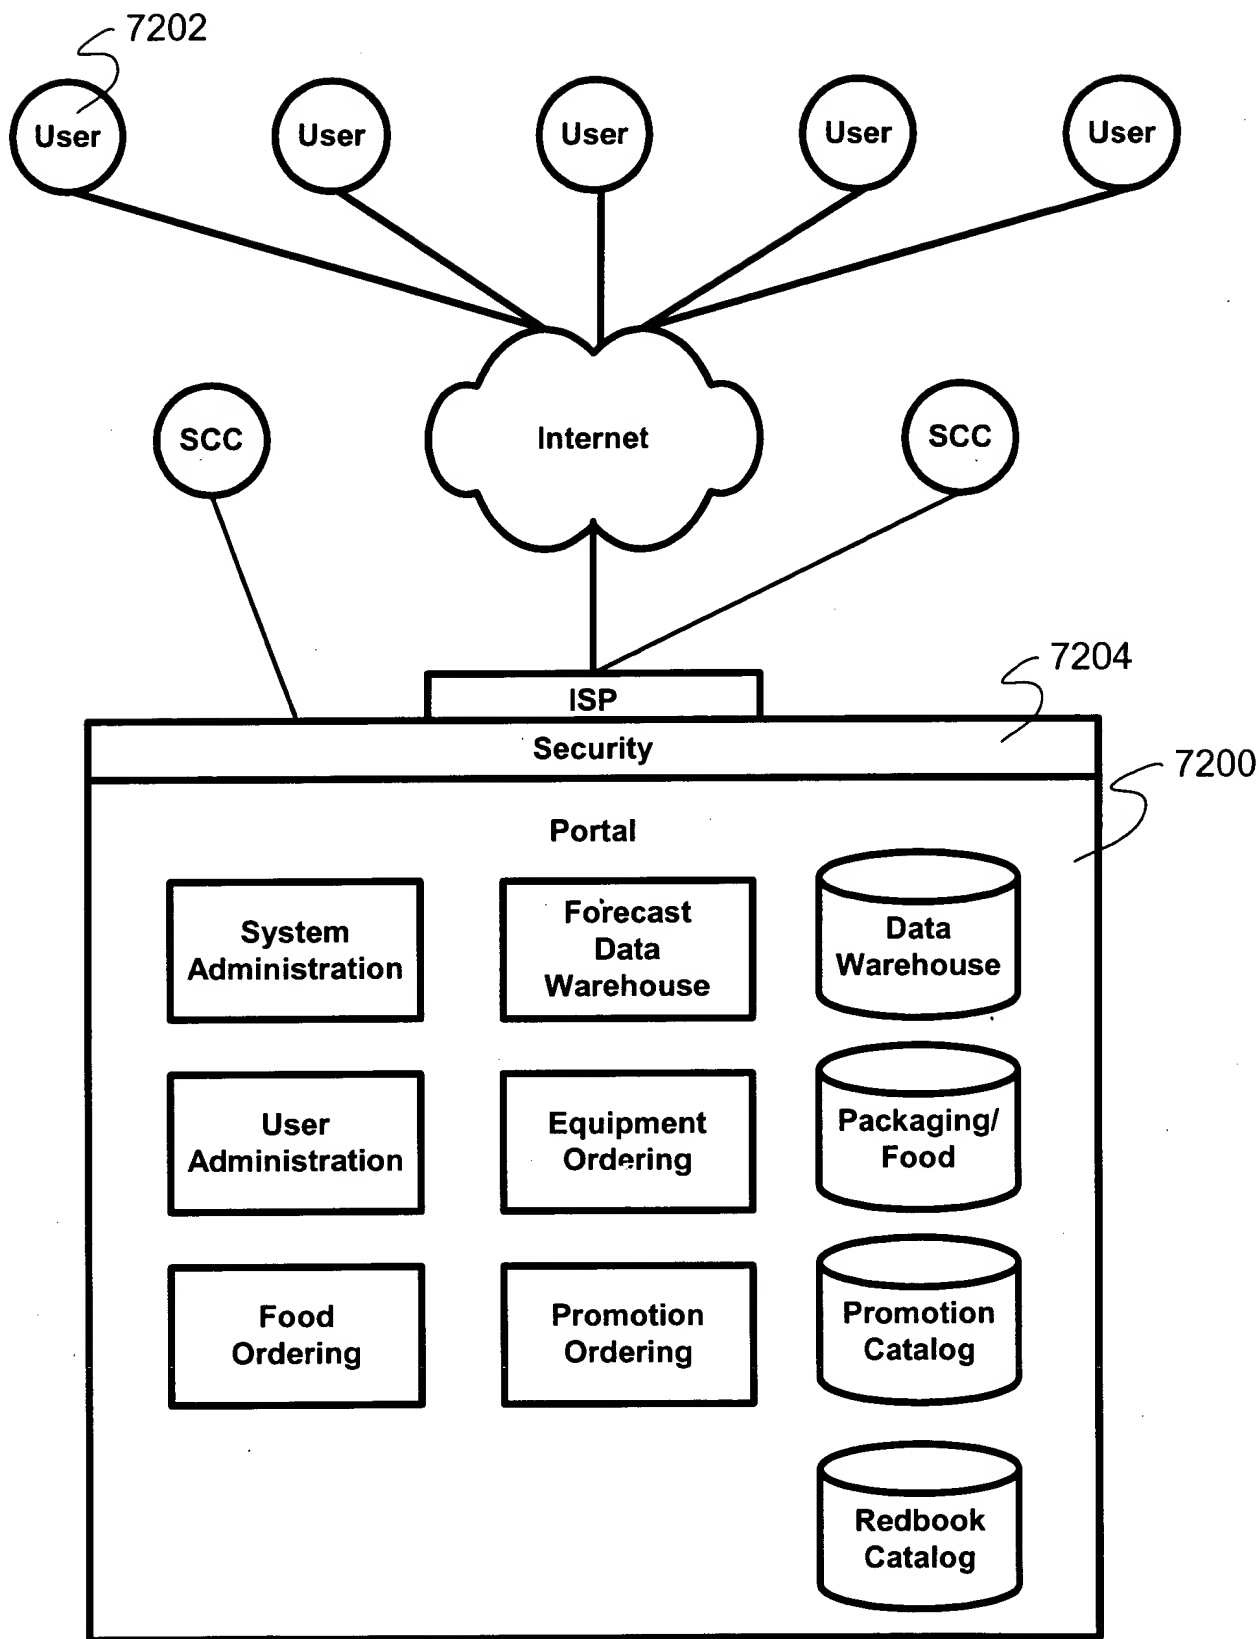 7202
User
User
User
User
User
SCC
Internet
SCC
7204
ISP
Security
7200
Portal
System
Administration
Forecast
Data
Warehouse
Data
Warehouse
User
Administration
Equipment
Ordering
Packaging/
Food
Food
Ordering
Promotion
Ordering
Promotion
Catalog
Redbook
Catalog